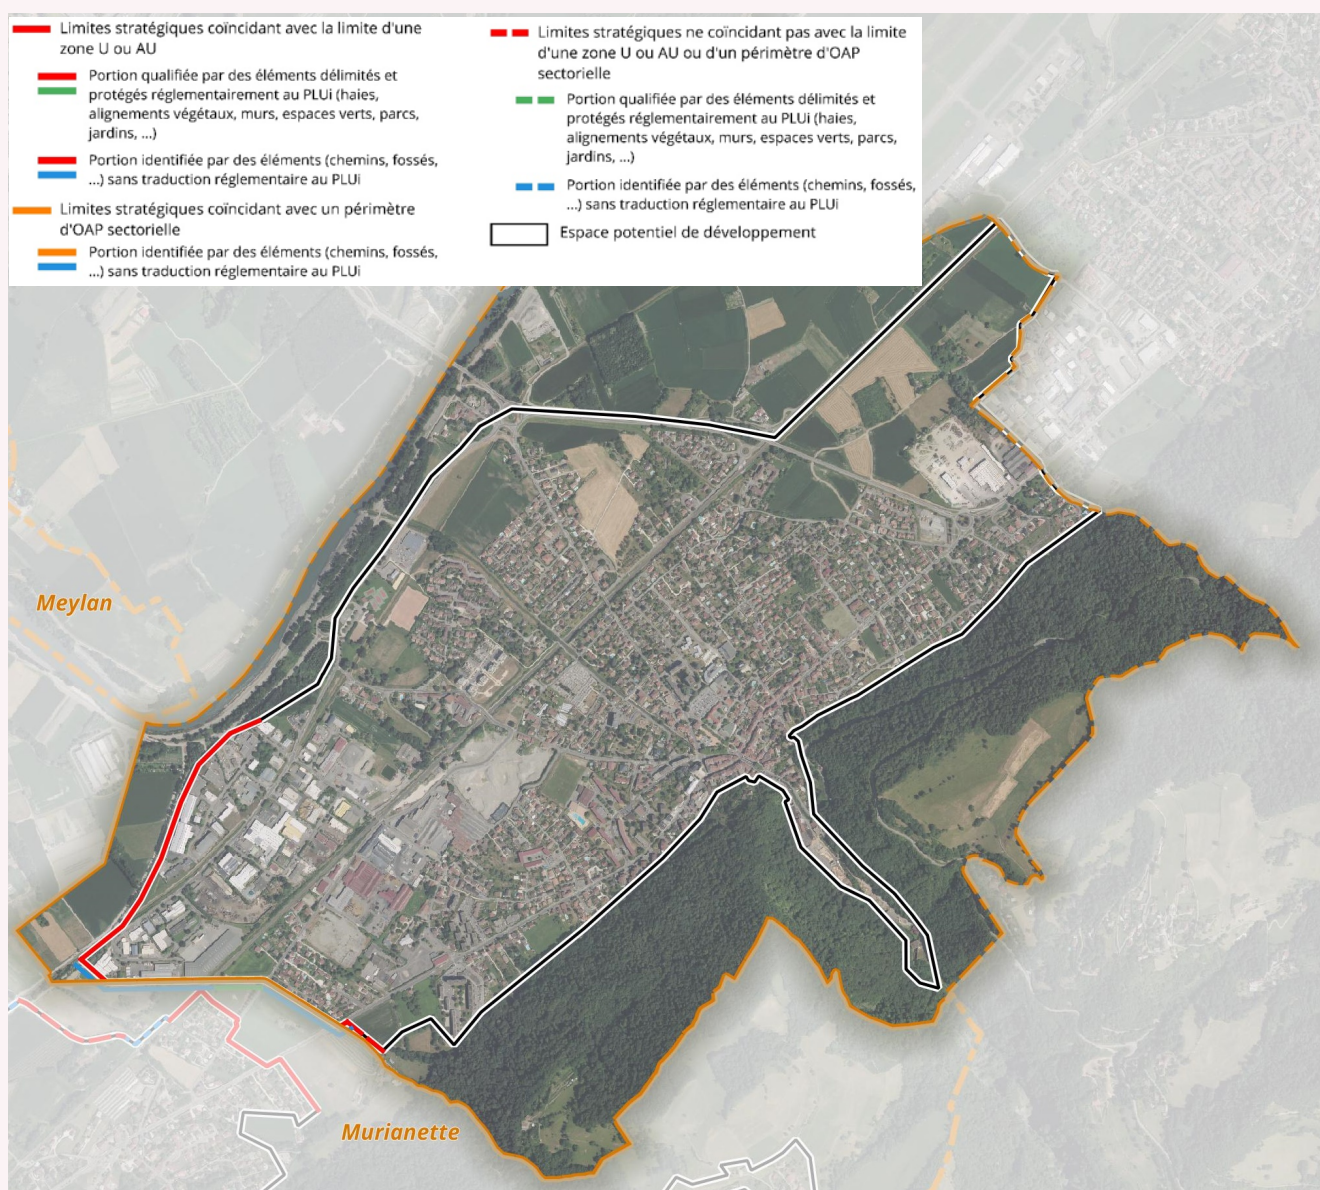 Limites stratégiques coïncidant avec la limite d'une
zone U ou AU
Portion qualifiée par des éléments délimités et
protégés réglementairement au PLUi (haies,
alignements végétaux, murs, espaces verts, parcs,
jardins, ...)
Portion identifiée par des éléments (chemins, fossés,
...) sans traduction réglementaire au PLUi
Limites stratégiques coïncidant avec un périmètre
d'OAP sectorielle
Portion identifiée par des éléments (chemins, fossés,
...) sans traduction réglementaire au PLUi
Limites stratégiques ne coïncidant pas avec la limite
d'une zone U ou AU ou d'un périmètre d'OAP
sectorielle
Portion qualifiée par des éléments délimités et
protégés réglementairement au PLUi (haies,
alignements végétaux, murs, espaces verts, parcs,
jardins, ...)
Portion identifiée par des éléments (chemins, fossés,
...) sans traduction réglementaire au PLUi
Espace potentiel de développement
Meylan
Murianette